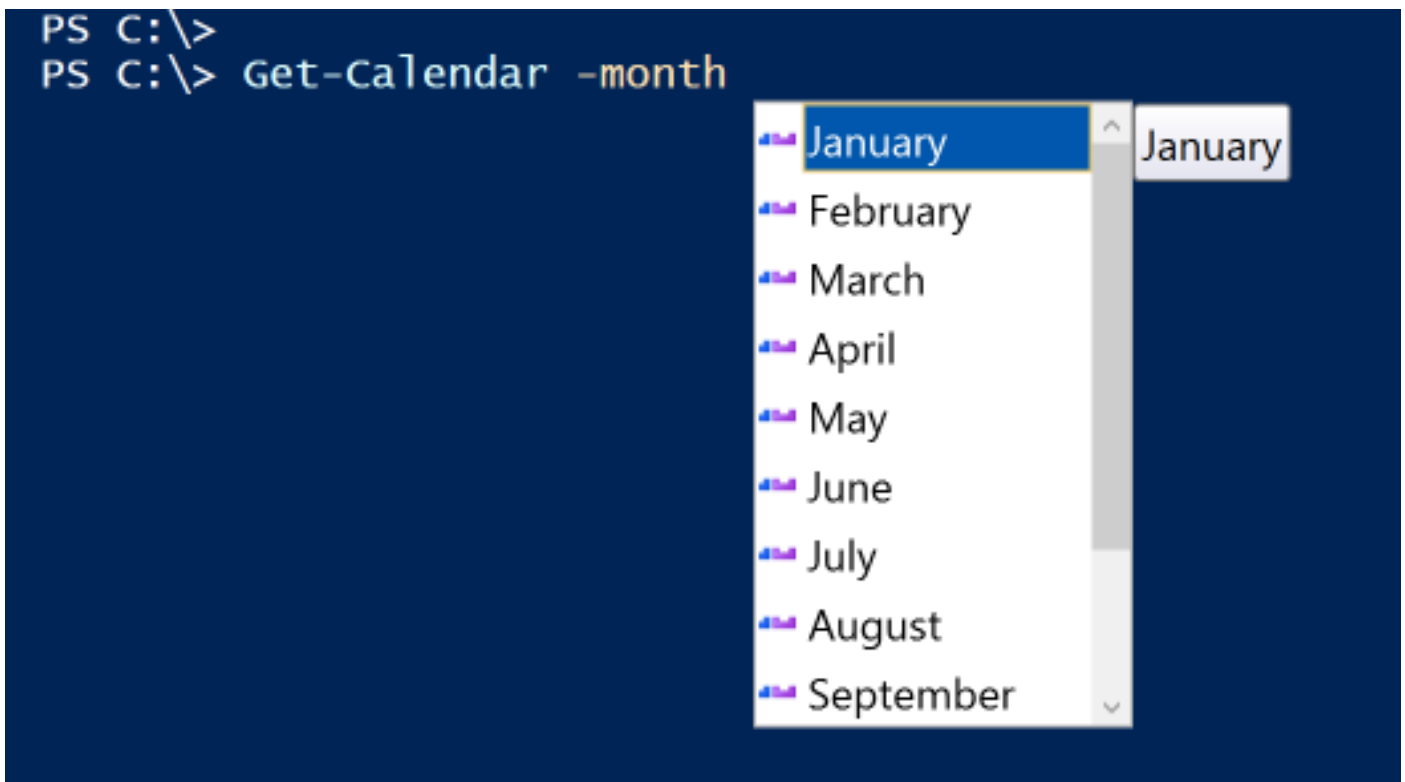 PS C:\>
PS C:\> Get-Calendar -month
January January
February
March
April
May
June
July
August
September